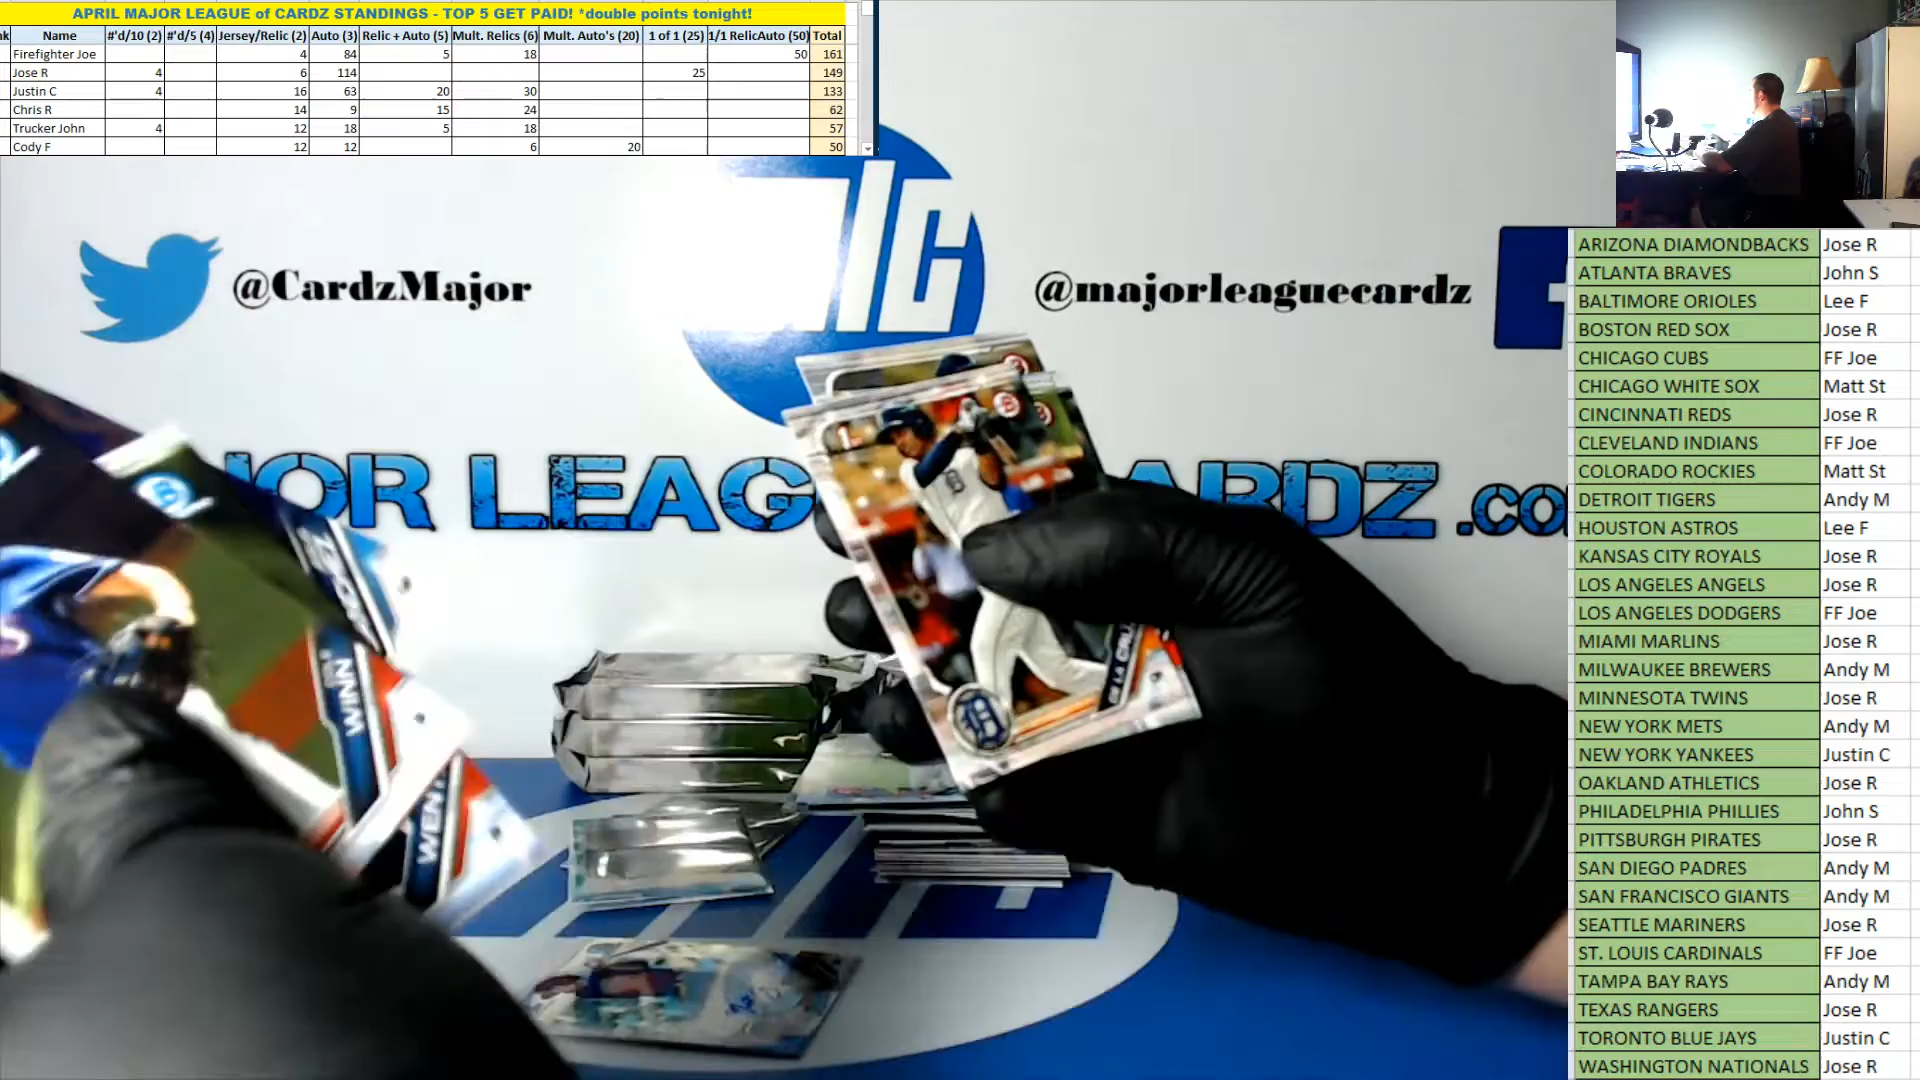 APRIL MAJOR LEAGUE of CARDZ STANDINGS - TOP 5 GET PAID! *double points tonight!
nk Name #'d/10 (2) #'d/5 (4) Jersey/Relic (2) Auto (3) Relic + Auto (5) Mult. Relics (6) Mult. Auto's (20) 1 of 1 (25) 1/1 RelicAuto (50) Total
Firefighter Joe 4 84 5 18 50 161
Jose R 4 6 114 25 149
Justin C 4 16 63 20 30 133
Chris R 14 9 15 24 62
Trucker John 4 12 18 5 18 57
Cody F 12 12 6 20 50
@CardzMajor
@majorleaguecardz
JOR LEAG ARDZ .co
WINN
WEN
DE LA CRU
ARIZONA DIAMONDBACKS Jose R
ATLANTA BRAVES John S
BALTIMORE ORIOLES Lee F
BOSTON RED SOX Jose R
CHICAGO CUBS FF Joe
CHICAGO WHITE SOX Matt St
CINCINNATI REDS Jose R
CLEVELAND INDIANS FF Joe
COLORADO ROCKIES Matt St
DETROIT TIGERS Andy M
HOUSTON ASTROS Lee F
KANSAS CITY ROYALS Jose R
LOS ANGELES ANGELS Jose R
LOS ANGELES DODGERS FF Joe
MIAMI MARLINS Jose R
MILWAUKEE BREWERS Andy M
MINNESOTA TWINS Jose R
NEW YORK METS Andy M
NEW YORK YANKEES Justin C
OAKLAND ATHLETICS Jose R
PHILADELPHIA PHILLIES John S
PITTSBURGH PIRATES Jose R
SAN DIEGO PADRES Andy M
SAN FRANCISCO GIANTS Andy M
SEATTLE MARINERS Jose R
ST. LOUIS CARDINALS FF Joe
TAMPA BAY RAYS Andy M
TEXAS RANGERS Jose R
TORONTO BLUE JAYS Justin C
WASHINGTON NATIONALS Jose R